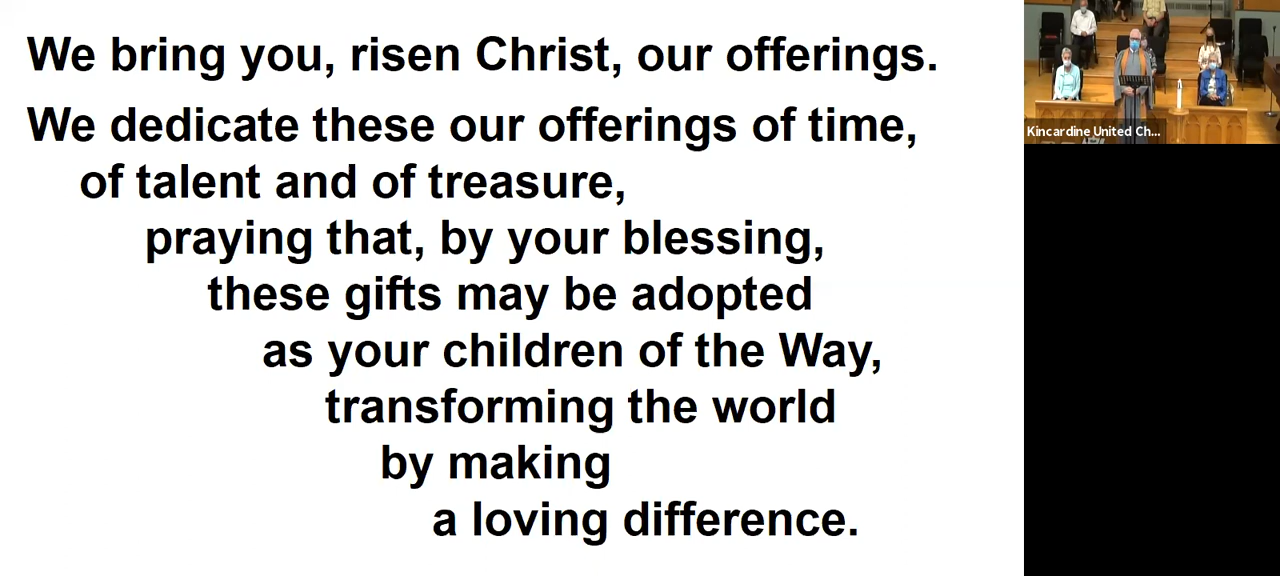 We bring you, risen Christ, our offerings.
We dedicate these our offerings of time,
of talent and of treasure,
praying that, by your blessing,
these gifts may be adopted
as your children of the Way,
transforming the world
by making
a loving difference.
Kincardine United Ch...